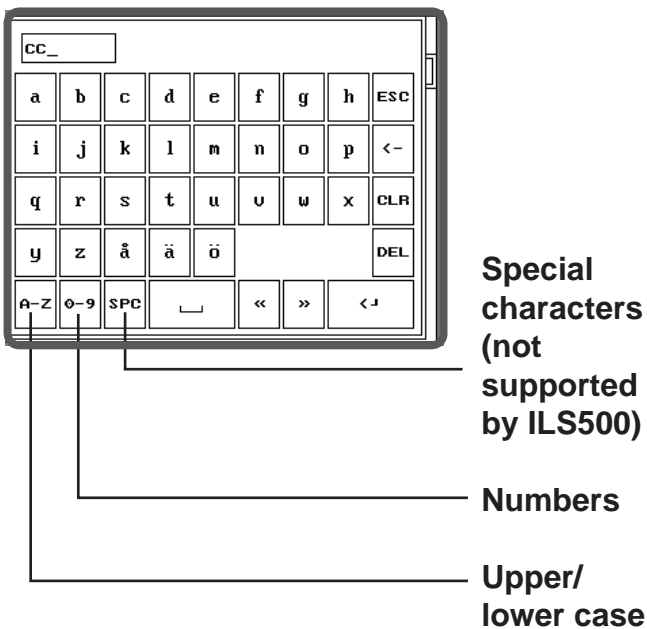 cc_
a b c d e f g h ESC
i j k l m n o p <-
q r s t u v w x CLR
y z å ä ö DEL
A-Z 0-9 SPC ⎵ « » <┘
Special
characters
(not
supported
by ILS500)
Numbers
Upper/
lower case